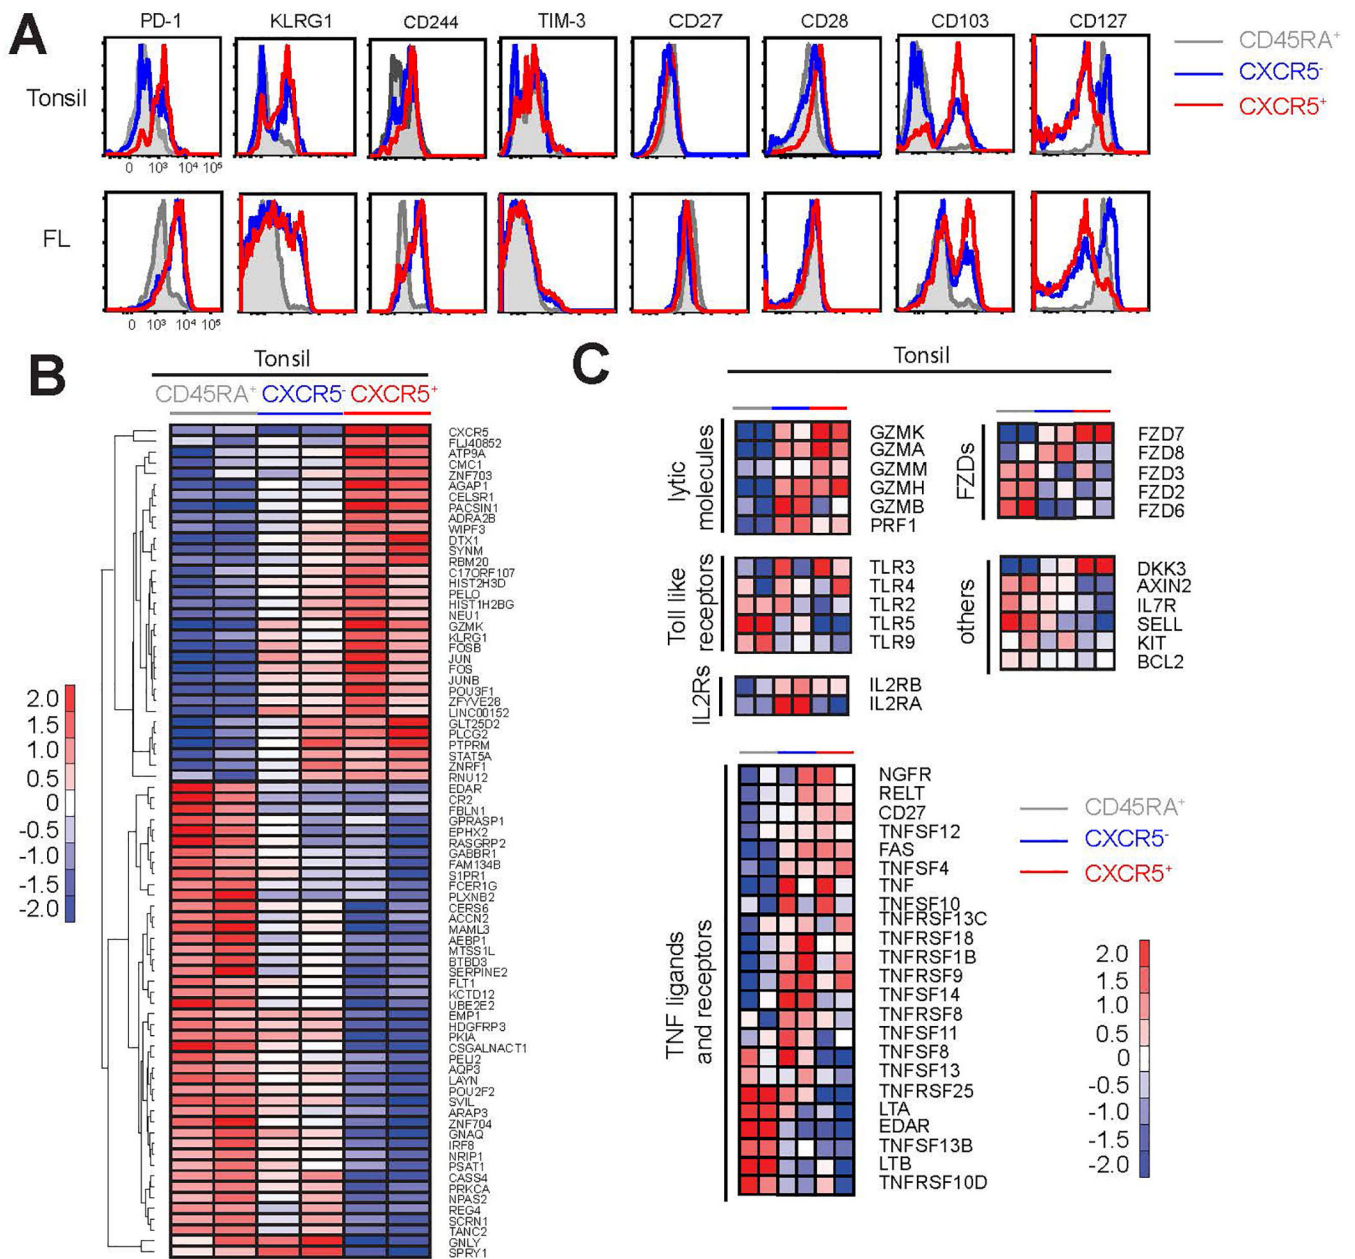 A
PD-1 KLRG1 CD244 TIM-3 CD27 CD28 CD103 CD127
CD45RA+
CXCR5-
CXCR5+
Tonsil
0 10³ 10⁴ 10⁵
FL
0 10³ 10⁴ 10⁵
B
Tonsil
CD45RA+ CXCR5- CXCR5+
CXCR5
FLJ40852
ATP9A
CMC1
ZNF703
AGAP1
CELSR1
PACSIN1
ADRA2B
WIPF3
DTX1
SYNM
RBM20
C17ORF107
HIST2H3D
PELO
HIST1H2BG
NEU1
GZMK
KLRG1
FOSB
JUN
FOS
JUNB
POU3F1
ZFYVE28
LINC00152
GLT25D2
PLCG2
PTPRM
STAT5A
ZNRF1
RNU12
EDAR
CR2
FBLN1
GPRASP1
EPHX2
RASGRP2
GABBR1
FAM134B
S1PR1
FCER1G
PLXNB2
CERS6
ACCN2
MAML3
AEBP1
MTSS1L
BTBD3
SERPINE2
FLT1
KCTD12
UBE2E2
EMP1
HDGFRP3
PKIA
CSGALNACT1
PELI2
AQP3
LAYN
POU2F2
SVIL
ARAP3
ZNF704
GNAQ
IRF8
NRIP1
PSAT1
CASS4
PRKCA
NPAS2
REG4
SCRN1
TANC2
GNLY
SPRY1
2.0
1.5
1.0
0.5
0
-0.5
-1.0
-1.5
-2.0
C
Tonsil
lytic
molecules
GZMK
GZMA
GZMM
GZMH
GZMB
PRF1
Toll like
receptors
TLR3
TLR4
TLR2
TLR5
TLR9
IL2Rs
IL2RB
IL2RA
FZDs
FZD7
FZD8
FZD3
FZD2
FZD6
others
DKK3
AXIN2
IL7R
SELL
KIT
BCL2
TNF ligands
and receptors
NGFR
RELT
CD27
TNFSF12
FAS
TNFSF4
TNF
TNFSF10
TNFRSF13C
TNFRSF18
TNFRSF1B
TNFRSF9
TNFSF14
TNFRSF8
TNFSF11
TNFSF8
TNFSF13
TNFRSF25
LTA
EDAR
TNFSF13B
LTB
TNFRSF10D
CD45RA+
CXCR5-
CXCR5+
2.0
1.5
1.0
0.5
0
-0.5
-1.0
-1.5
-2.0